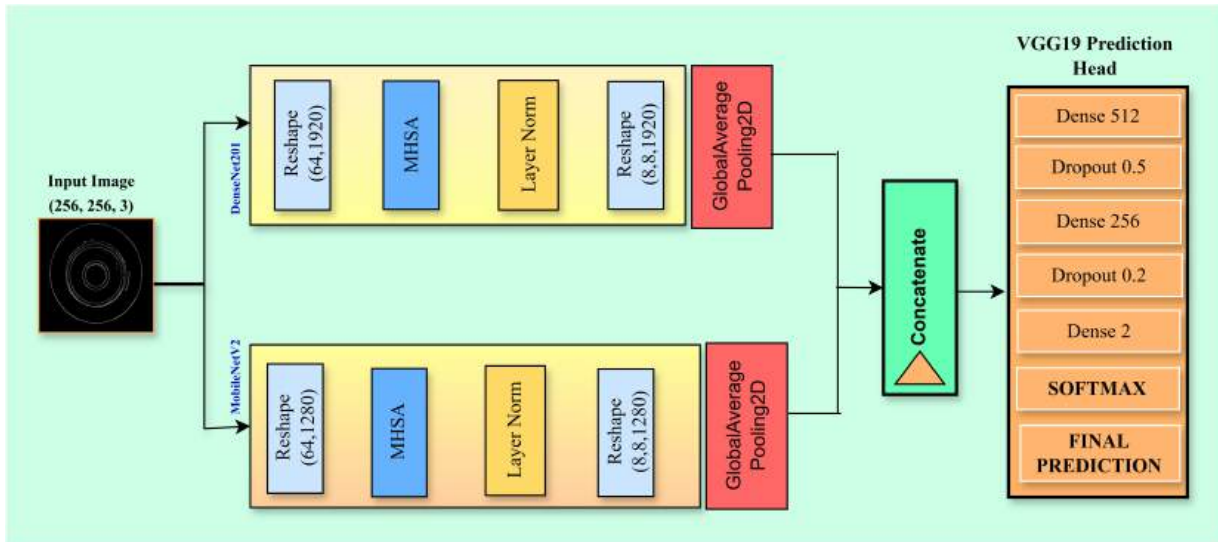 Input Image
(256, 256, 3)
DenseNet201
Reshape
(64,1920)
MHSA
Layer Norm
Reshape
(8,8,1920)
GlobalAverage
Pooling2D
MobileNetV2
Reshape
(64,1280)
MHSA
Layer Norm
Reshape
(8,8,1280)
GlobalAverage
Pooling2D
Concatenate
VGG19 Prediction
Head
Dense 512
Dropout 0.5
Dense 256
Dropout 0.2
Dense 2
SOFTMAX
FINAL
PREDICTION